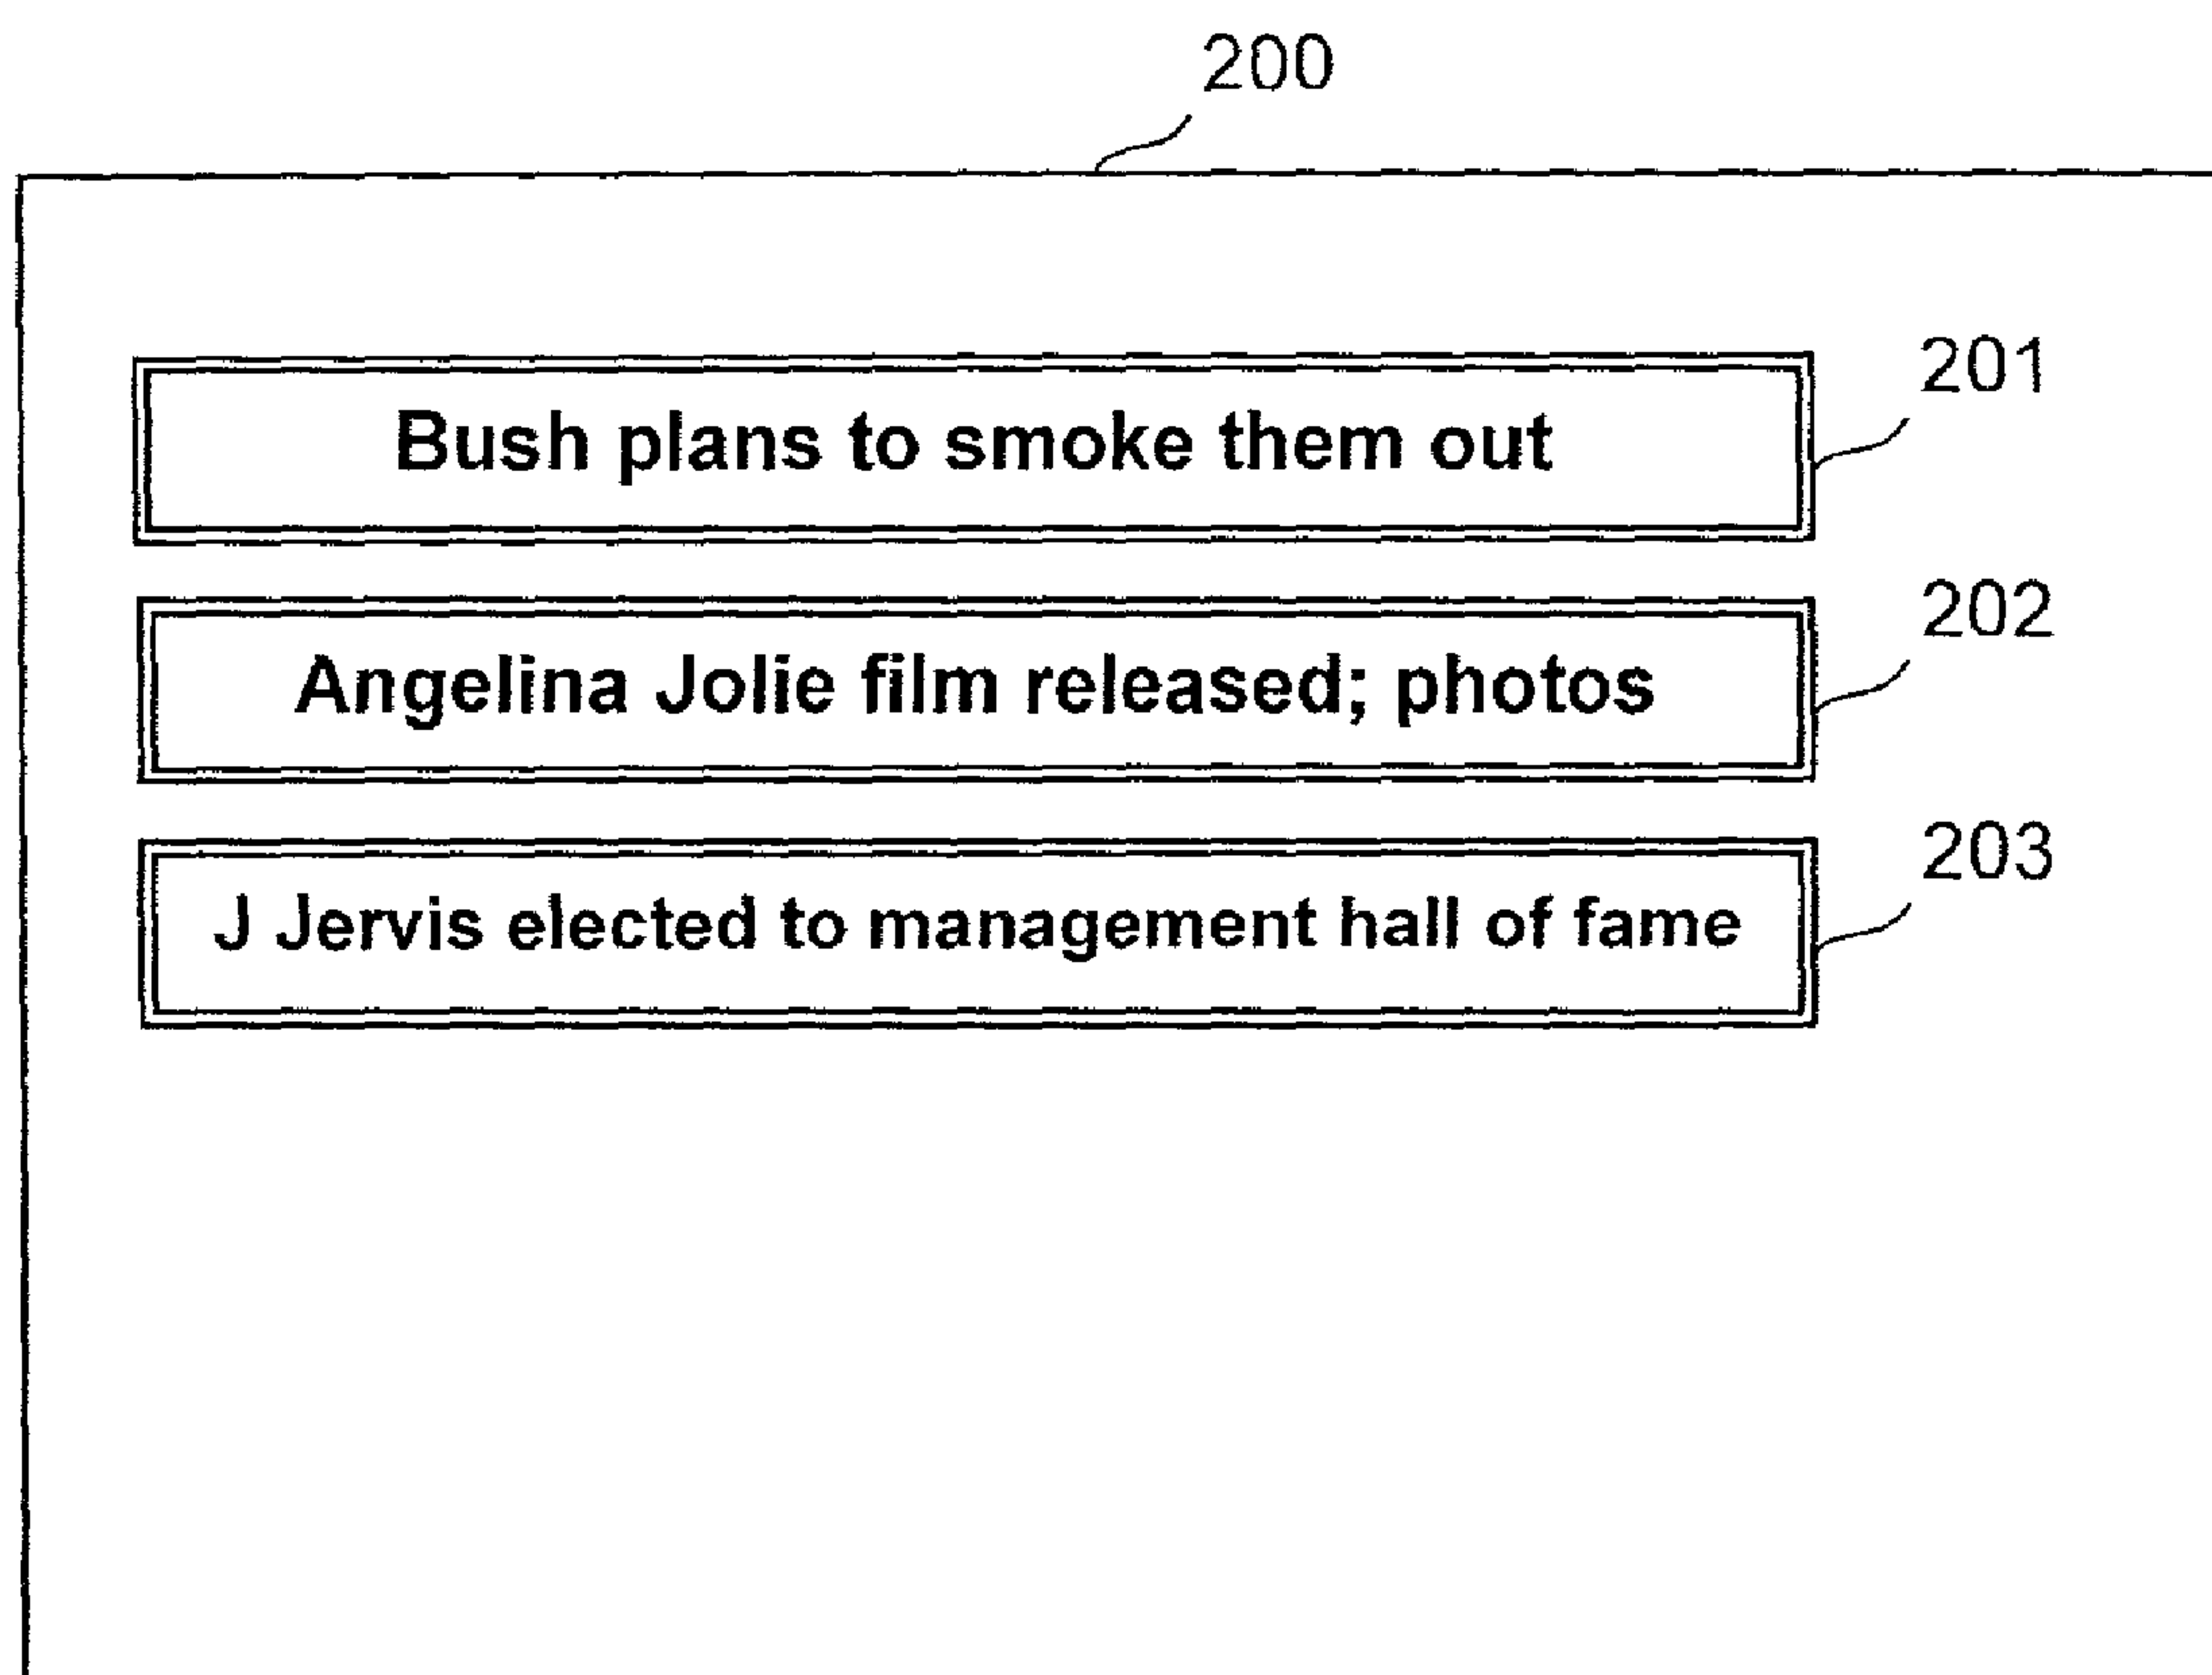 200
Bush plans to smoke them out
201
Angelina Jolie film released; photos
202
J Jervis elected to management hall of fame
203